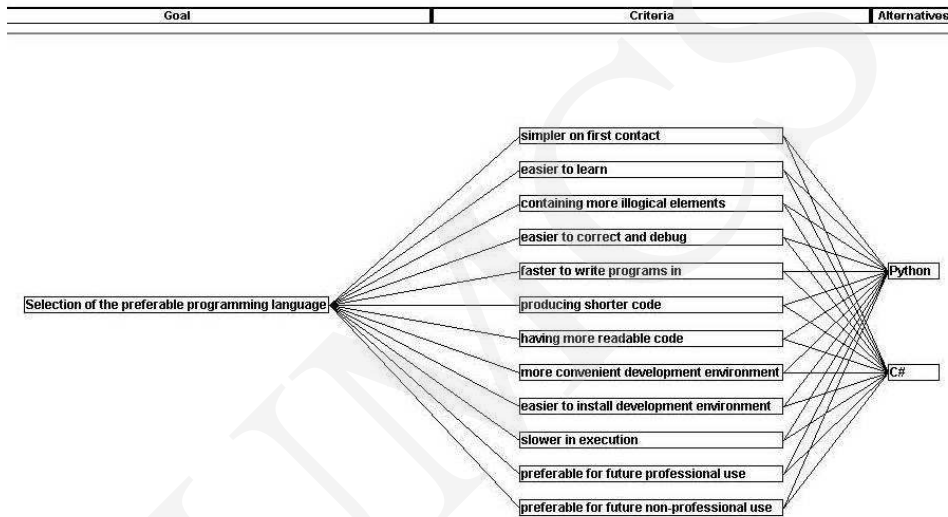 Goal Criteria Alternatives
simpler on first contact
easier to learn
containing more illogical elements
easier to correct and debug
faster to write programs in
Python
Selection of the preferable programming language
producing shorter code
having more readable code
more convenient development environment
C#
easier to install development environment
slower in execution
preferable for future professional use
preferable for future non-professional use
UMCS